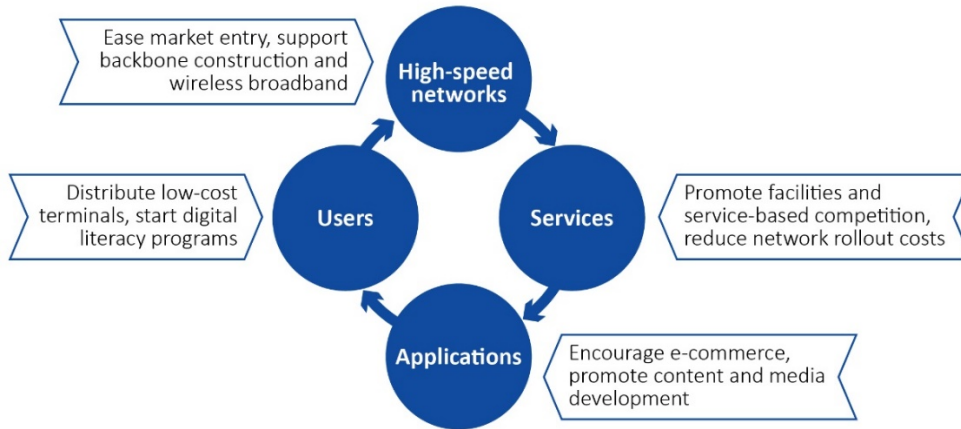 Ease market entry, support
backbone construction and
wireless broadband
High-speed
networks
Distribute low-cost
terminals, start digital
literacy programs
Users
Services
Promote facilities and
service-based competition,
reduce network rollout costs
Applications
Encourage e-commerce,
promote content and media
development